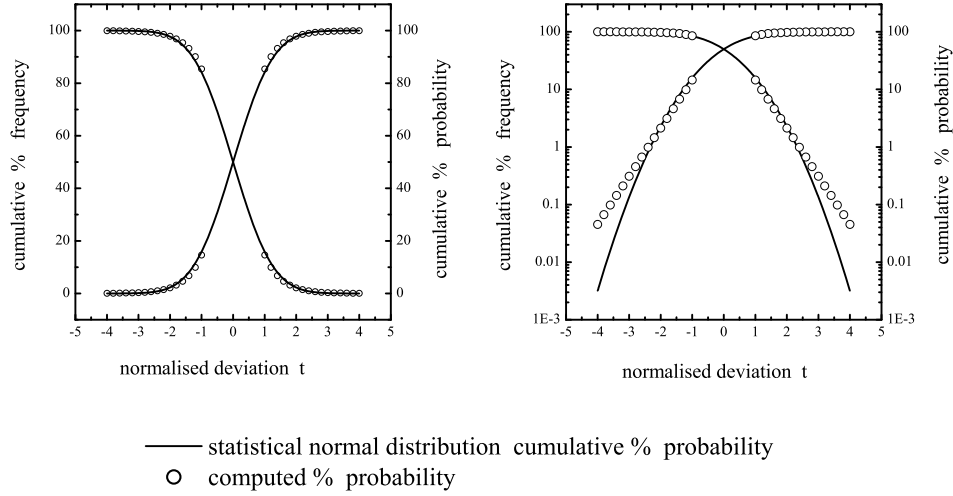 100
80
60
40
20
0
cumulative % frequency
100
80
60
40
20
0
cumulative % probability
-5 -4 -3 -2 -1 0 1 2 3 4 5
normalised deviation t
100
10
1
0.1
0.01
1E-3
cumulative % frequency
100
10
1
0.1
0.01
1E-3
cumulative % probability
-5 -4 -3 -2 -1 0 1 2 3 4 5
normalised deviation t
statistical normal distribution cumulative % probability
computed % probability